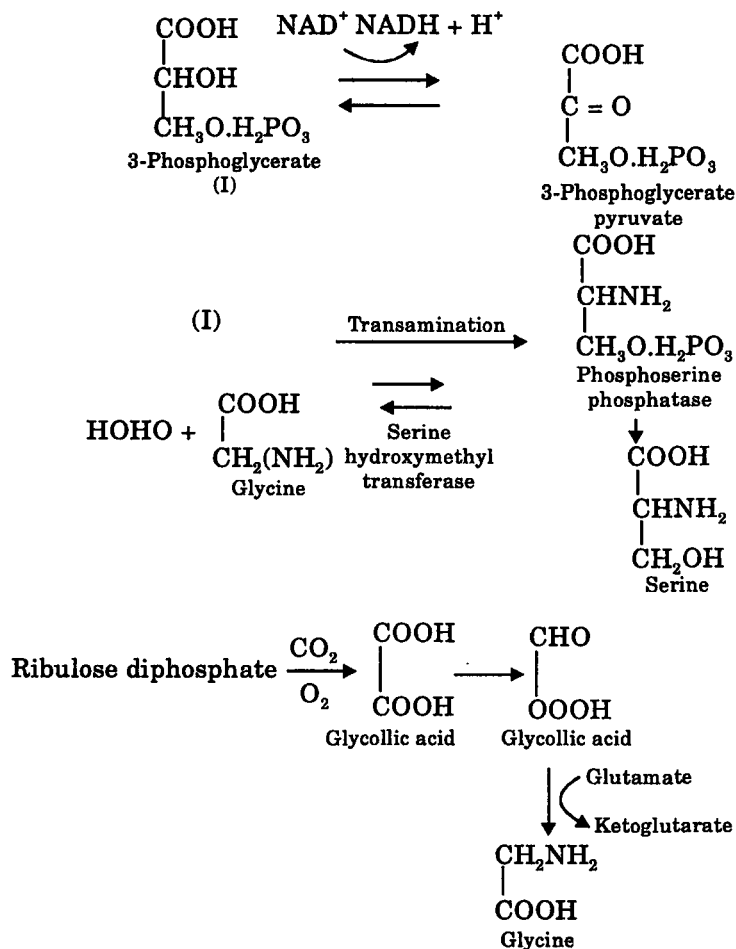 COOH
CHOH
CH₃O.H₂PO₃
3-Phosphoglycerate
(I)
NAD⁺ NADH + H⁺
COOH
C = O
CH₃O.H₂PO₃
3-Phosphoglycerate
pyruvate
(I)
Transamination
COOH
CHNH₂
CH₃O.H₂PO₃
Phosphoserine
phosphatase
HOHO +
COOH
CH₂(NH₂)
Glycine
Serine
hydroxymethyl
transferase
COOH
CHNH₂
CH₂OH
Serine
Ribulose diphosphate
CO₂
O₂
COOH
COOH
Glycollic acid
CHO
OOOH
Glycollic acid
Glutamate
Ketoglutarate
CH₂NH₂
COOH
Glycine